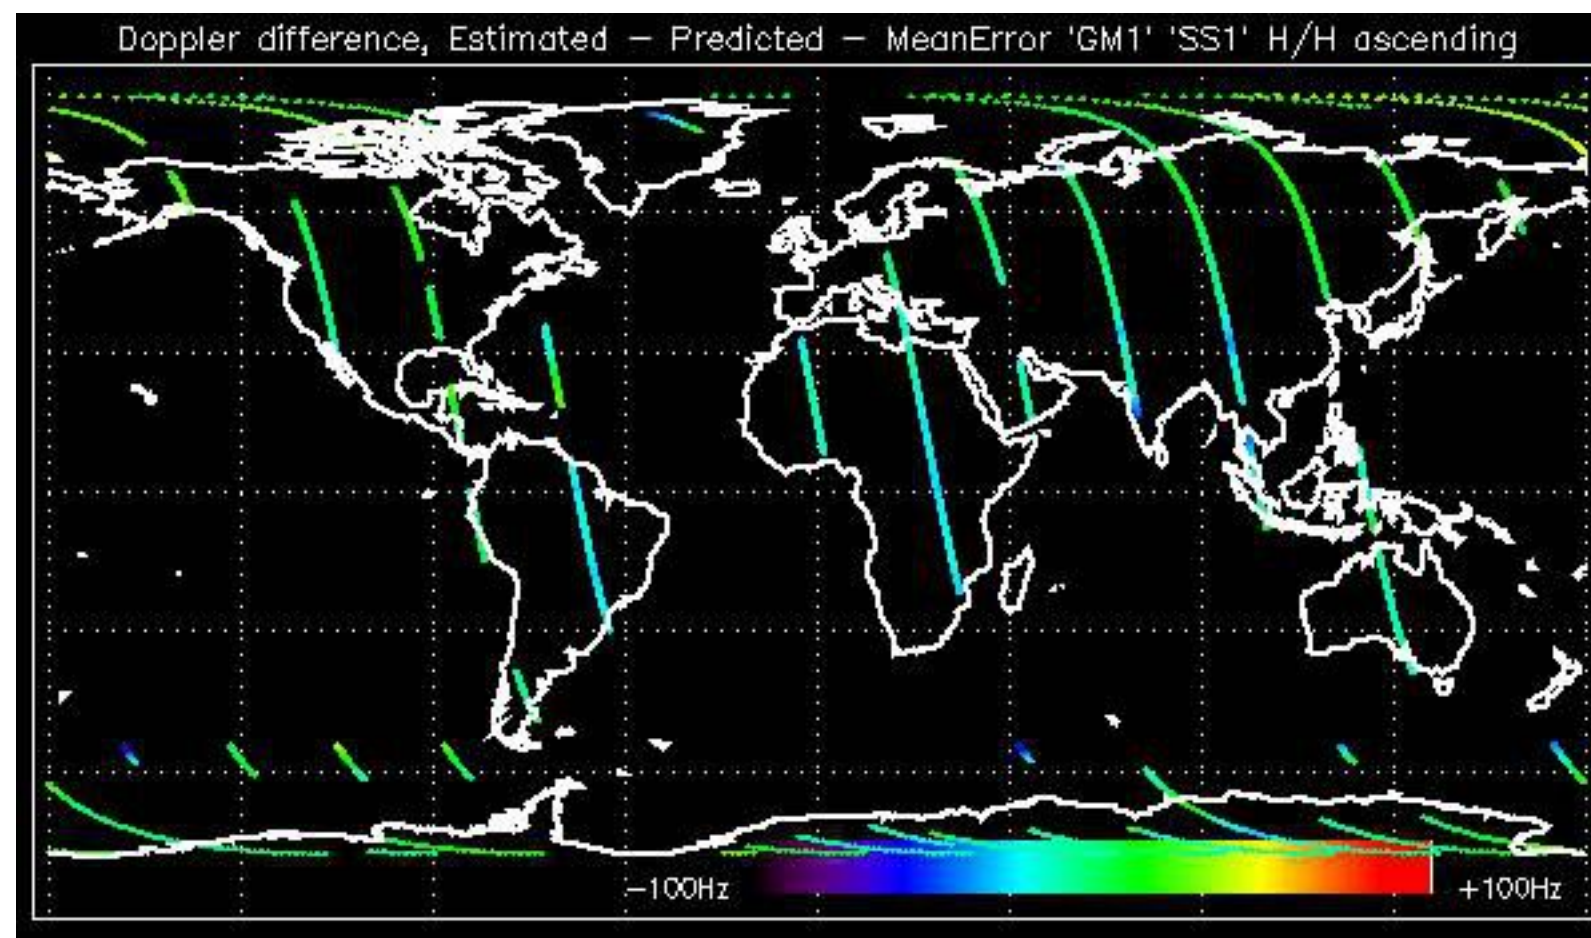 Doppler difference, Estimated − Predicted − MeanError 'GM1' 'SS1' H/H ascending
−100Hz
+100Hz